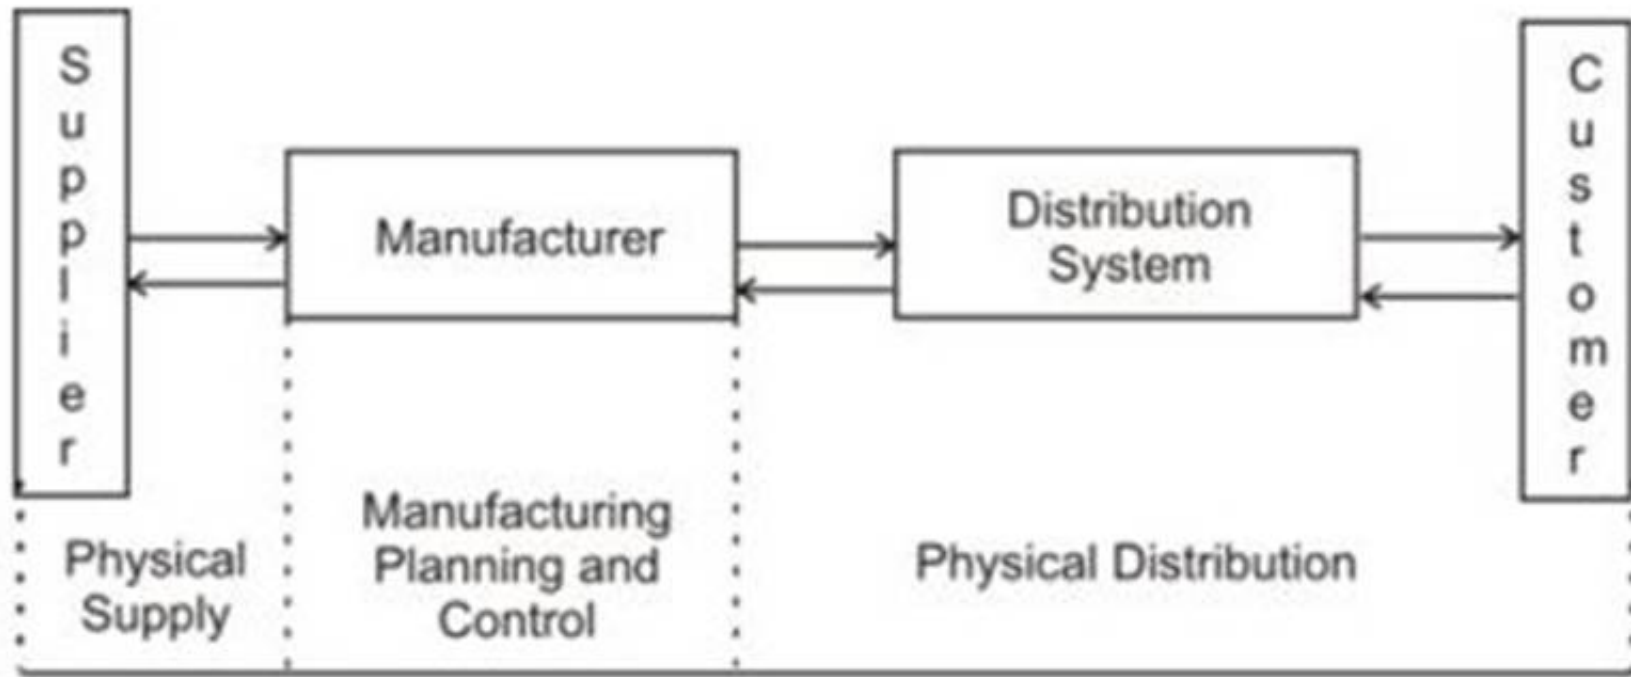 Supplier
Manufacturer
Distribution
System
Customer
Physical
Supply
Manufacturing
Planning and
Control
Physical Distribution